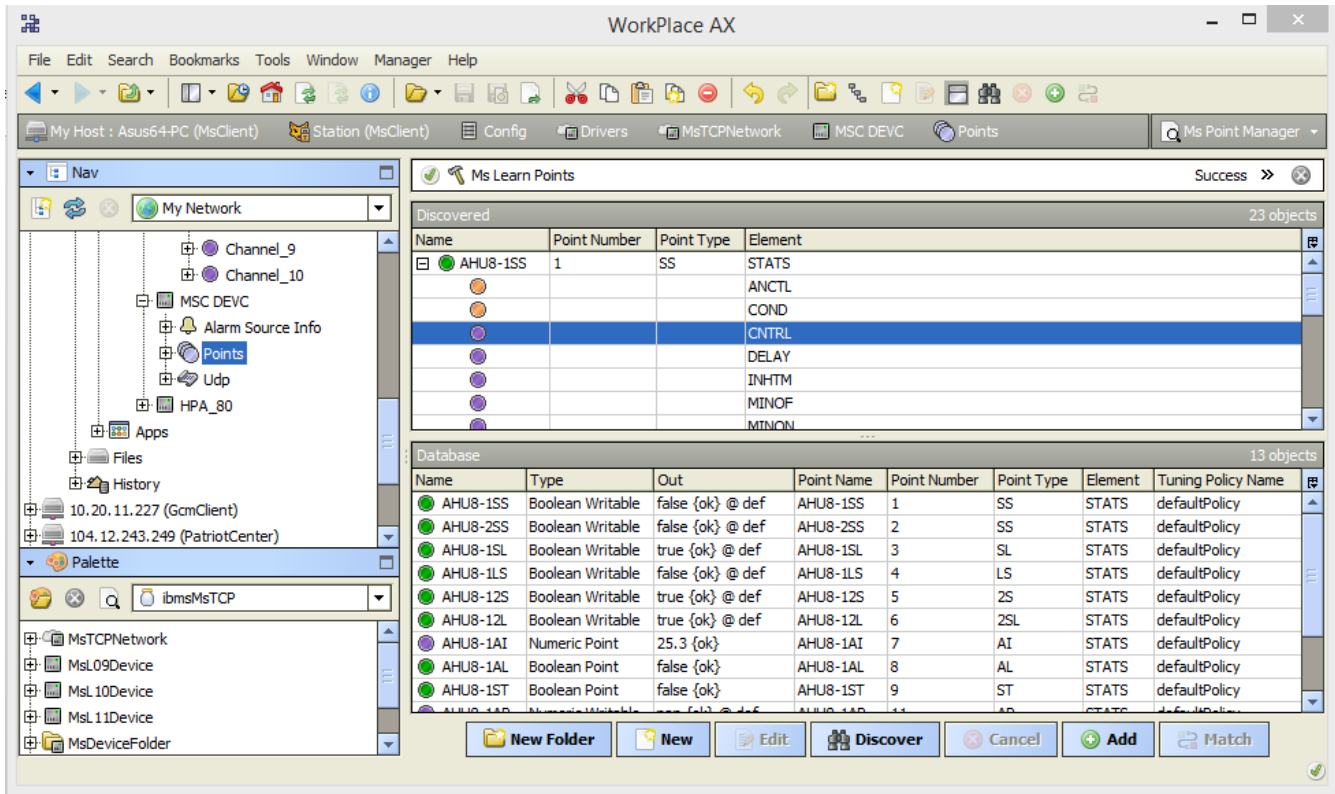 WorkPlace AX
File Edit Search Bookmarks Tools Window Manager Help
My Host : Asus64-PC (MsClient) Station (MsClient) Config Drivers MsTCPNetwork MSC DEVC Points Ms Point Manager
Nav
My Network
Channel_9
Channel_10
MSC DEVC
Alarm Source Info
Points
Udp
HPA_80
Apps
Files
History
10.20.11.227 (GcmClient)
104.12.243.249 (PatriotCenter)
Palette
ibmsMsTCP
MsTCPNetwork
MsL09Device
MsL10Device
MsL11Device
MsDeviceFolder
Ms Learn Points Success »
Discovered 23 objects
Name Point Number Point Type Element
AHU8-1SS 1 SS STATS
ANCTL
COND
CNTRL
DELAY
INHTM
MINOF
MINON
Database 13 objects
Name Type Out Point Name Point Number Point Type Element Tuning Policy Name
AHU8-1SS Boolean Writable false {ok} @ def AHU8-1SS 1 SS STATS defaultPolicy
AHU8-2SS Boolean Writable false {ok} @ def AHU8-2SS 2 SS STATS defaultPolicy
AHU8-1SL Boolean Writable true {ok} @ def AHU8-1SL 3 SL STATS defaultPolicy
AHU8-1LS Boolean Writable false {ok} @ def AHU8-1LS 4 LS STATS defaultPolicy
AHU8-12S Boolean Writable true {ok} @ def AHU8-12S 5 2S STATS defaultPolicy
AHU8-12L Boolean Writable true {ok} @ def AHU8-12L 6 2SL STATS defaultPolicy
AHU8-1AI Numeric Point 25.3 {ok} AHU8-1AI 7 AI STATS defaultPolicy
AHU8-1AL Boolean Point false {ok} AHU8-1AL 8 AL STATS defaultPolicy
AHU8-1ST Boolean Point false {ok} AHU8-1ST 9 ST STATS defaultPolicy
Numeric Writable nan {ok} @ def 11 STATS defaultPolicy
New Folder New Edit Discover Cancel Add Match